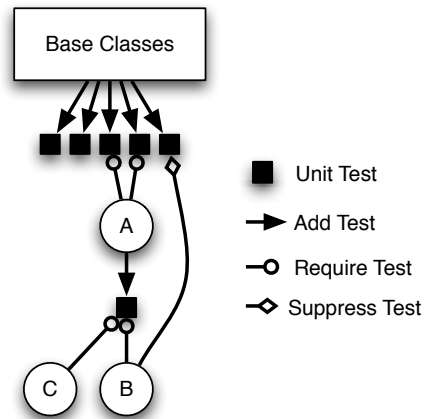 Base Classes
A
C
B
Unit Test
Add Test
Require Test
Suppress Test